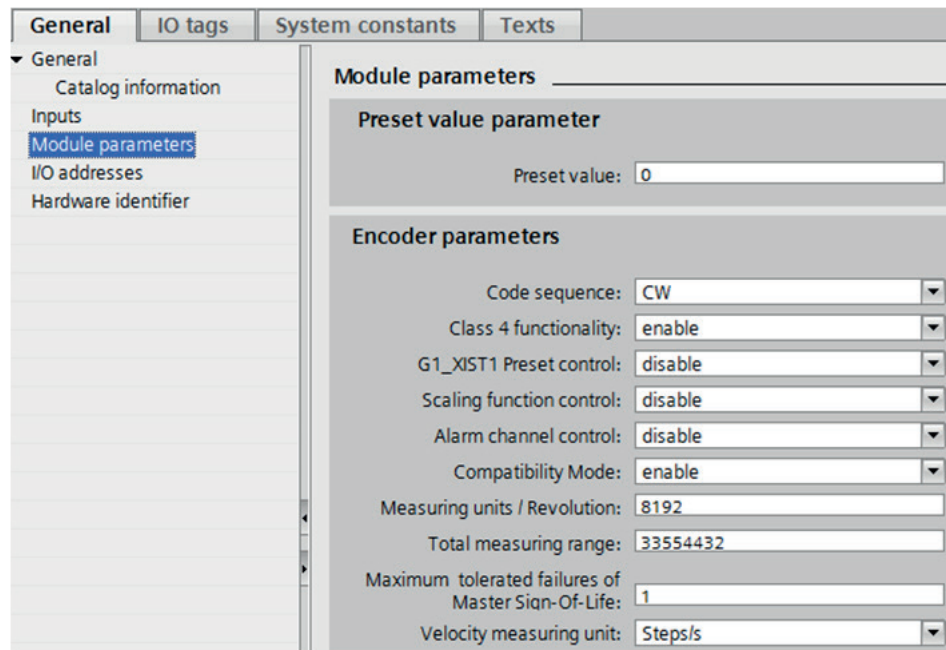 General IO tags System constants Texts
General
Catalog information
Inputs
Module parameters
I/O addresses
Hardware identifier
Module parameters
Preset value parameter
Preset value: 0
Encoder parameters
Code sequence: CW
Class 4 functionality: enable
G1_XIST1 Preset control: disable
Scaling function control: disable
Alarm channel control: disable
Compatibility Mode: enable
Measuring units / Revolution: 8192
Total measuring range: 33554432
Maximum tolerated failures of
Master Sign-Of-Life: 1
Velocity measuring unit: Steps/s